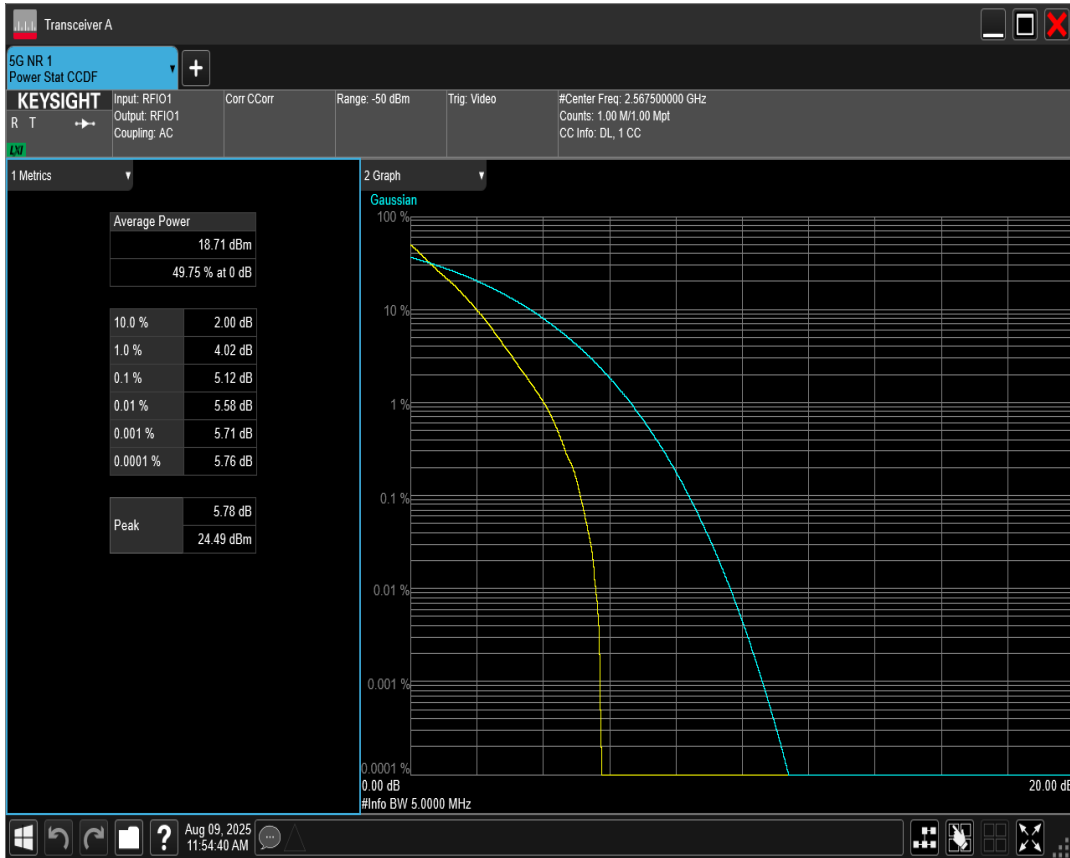 Transceiver A
5G NR 1
Power Stat CCDF
+
KEYSIGHT
R T
LXI
Input: RFIO1
Output: RFIO1
Coupling: AC
Corr CCorr
Range: -50 dBm
Trig: Video
#Center Freq: 2.567500000 GHz
Counts: 1.00 M/1.00 Mpt
CC Info: DL, 1 CC
1 Metrics
Average Power
18.71 dBm
49.75 % at 0 dB
10.0 % 2.00 dB
1.0 % 4.02 dB
0.1 % 5.12 dB
0.01 % 5.58 dB
0.001 % 5.71 dB
0.0001 % 5.76 dB
Peak 5.78 dB
24.49 dBm
2 Graph
Gaussian
100 %
10 %
1 %
0.1 %
0.01 %
0.001 %
0.0001 %
0.00 dB 20.00 dB
#Info BW 5.0000 MHz
?
Aug 09, 2025
11:54:40 AM